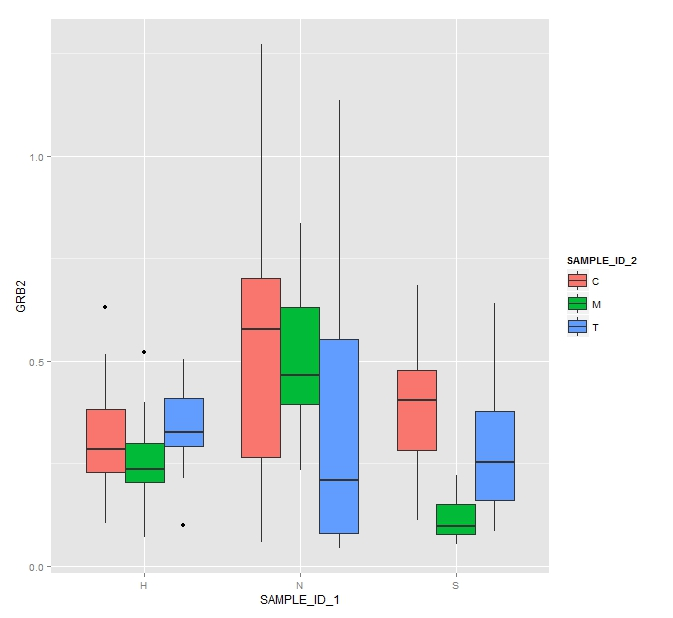 GRB2
1.0
0.5
0.0
H N S
SAMPLE_ID_1
SAMPLE_ID_2
C
M
T